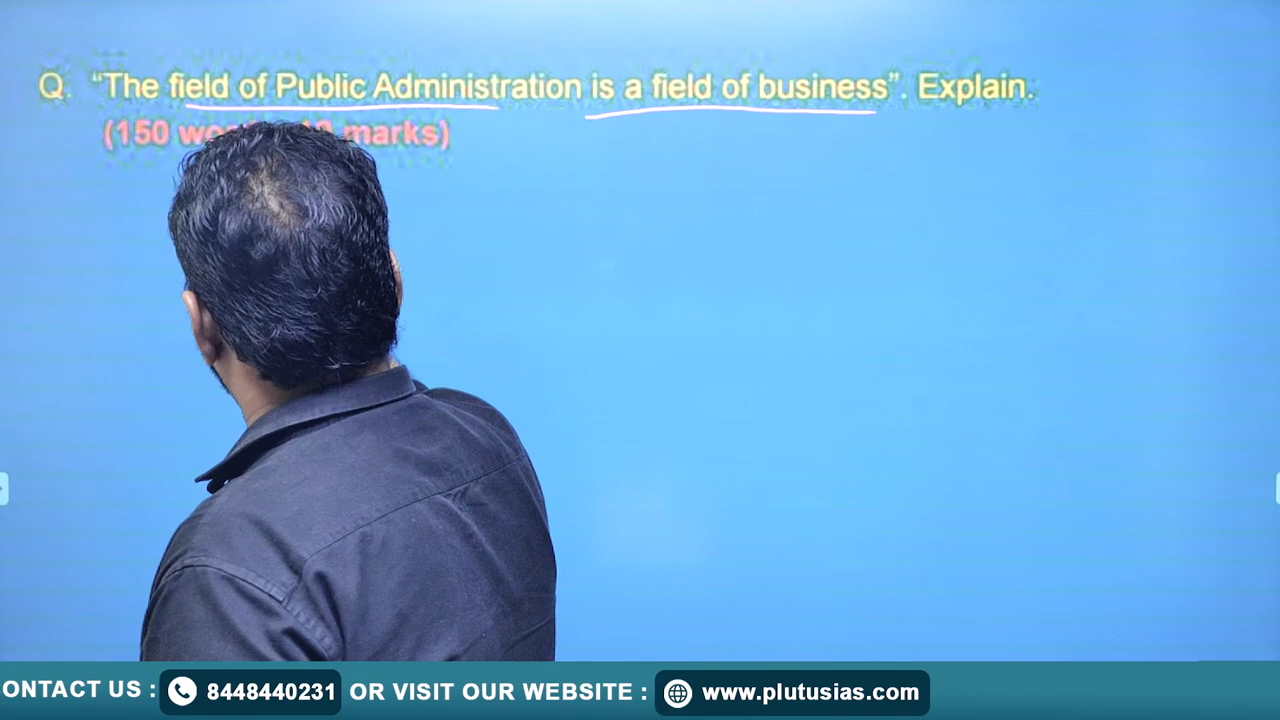 Q. “The field of Public Administration is a field of business”. Explain.
(150 marks)
ONTACT US : 8448440231 OR VISIT OUR WEBSITE : www.plutusias.com